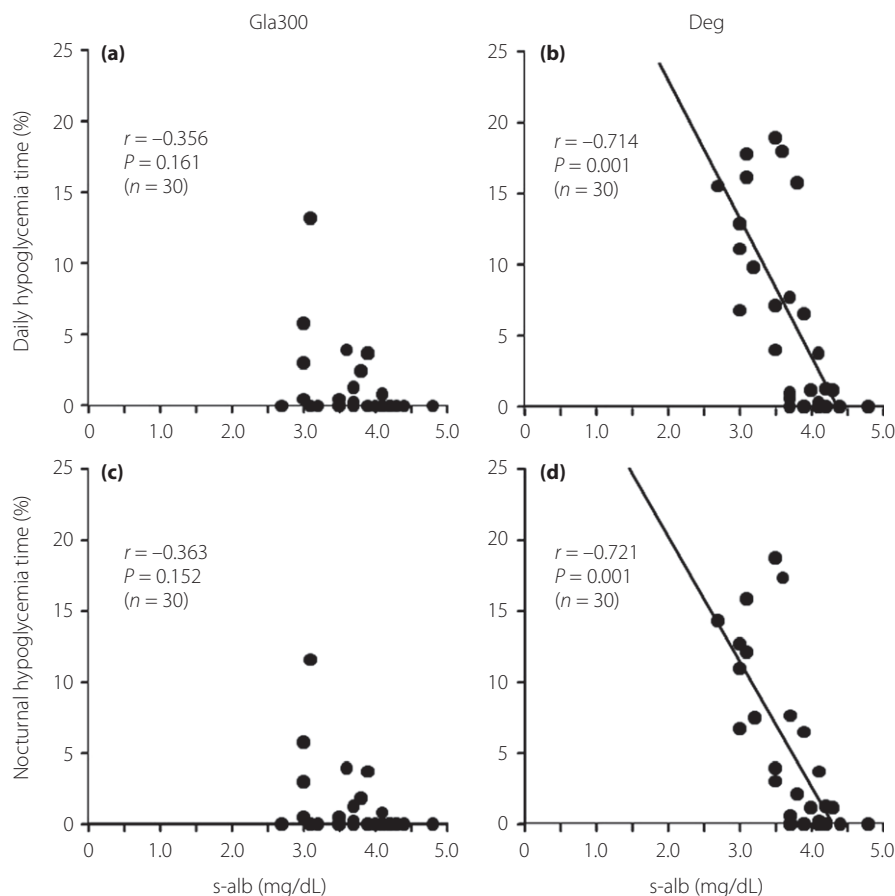 Gla300
Deg
(a)
25
20
15
10
5
0
Daily hypoglycemia time (%)
r = –0.356
P = 0.161
(n = 30)
0 1.0 2.0 3.0 4.0 5.0
(b)
25
20
15
10
5
0
r = –0.714
P = 0.001
(n = 30)
0 1.0 2.0 3.0 4.0 5.0
(c)
25
20
15
10
5
0
Nocturnal hypoglycemia time (%)
r = –0.363
P = 0.152
(n = 30)
0 1.0 2.0 3.0 4.0 5.0
s-alb (mg/dL)
(d)
25
20
15
10
5
0
r = –0.721
P = 0.001
(n = 30)
0 1.0 2.0 3.0 4.0 5.0
s-alb (mg/dL)